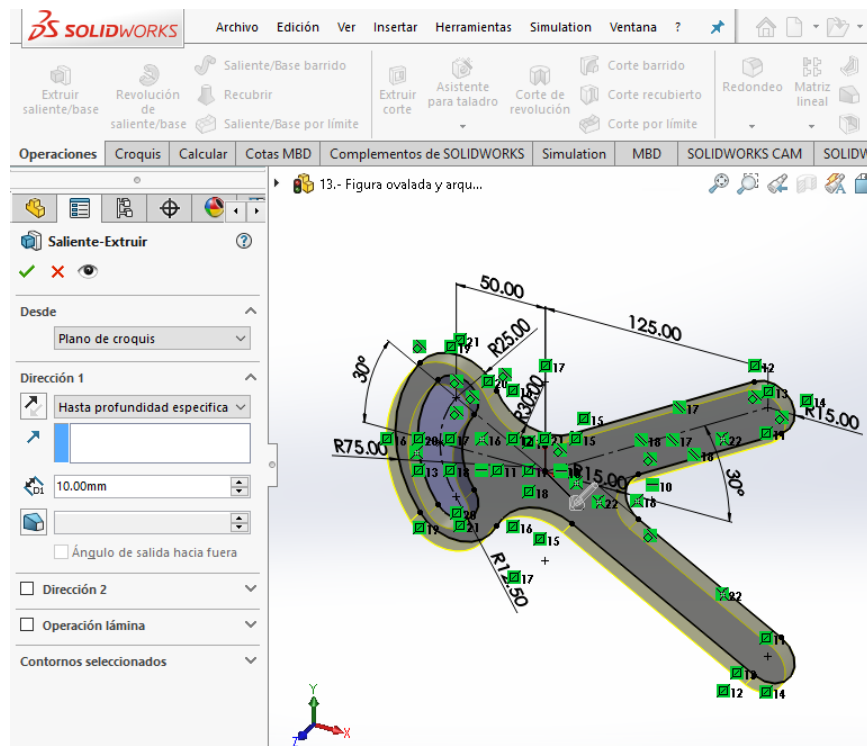 SOLIDWORKS
Archivo Edición Ver Insertar Herramientas Simulation Ventana ?
Extruir saliente/base
Revolución de saliente/base
Saliente/Base barrido
Recubrir
Saliente/Base por límite
Extruir corte
Asistente para taladro
Corte de revolución
Corte barrido
Corte recubierto
Corte por límite
Redondeo
Matriz lineal
Operaciones Croquis Calcular Cotas MBD Complementos de SOLIDWORKS Simulation MBD SOLIDWORKS CAM SOLIDW
13.- Figura ovalada y arqu...
Saliente-Extruir
Desde
Plano de croquis
Dirección 1
Hasta profundidad especifica
D1
10.00mm
Ángulo de salida hacia fuera
Dirección 2
Operación lámina
Contornos seleccionados
50.00
125.00
R25.00
30°
R30.00
R75.00
R15.00
R15.00
30°
R12.50
Y
X
Z